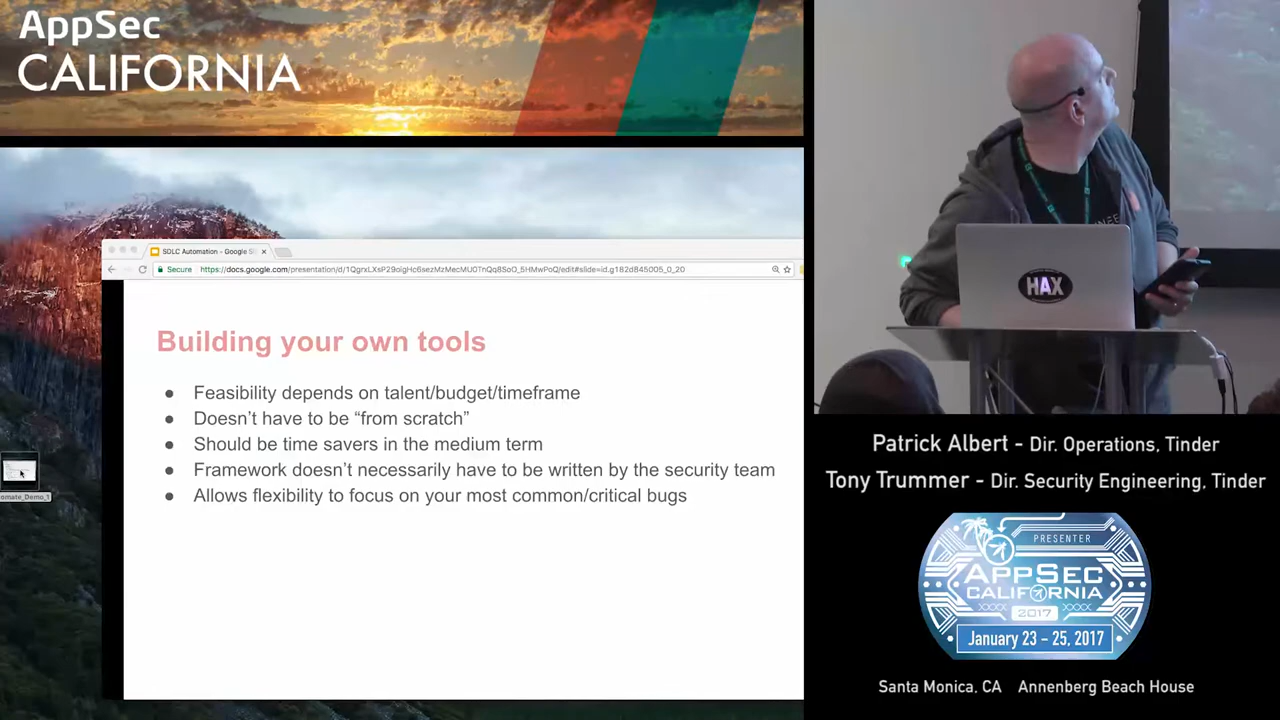 AppSec
CALIFORNIA
SDLC Automation - Google Sl
Secure
Building your own tools
● Feasibility depends on talent/budget/timeframe
● Doesn't have to be “from scratch”
● Should be time savers in the medium term
● Framework doesn't necessarily have to be written by the security team
● Allows flexibility to focus on your most common/critical bugs
omate_Demo_1
HAX
Patrick Albert - Dir. Operations, Tinder
Tony Trummer - Dir. Security Engineering, Tinder
PRESENTER
APPSEC
CALIFORNIA
2017
January 23 - 25, 2017
Santa Monica, CA Annenberg Beach House